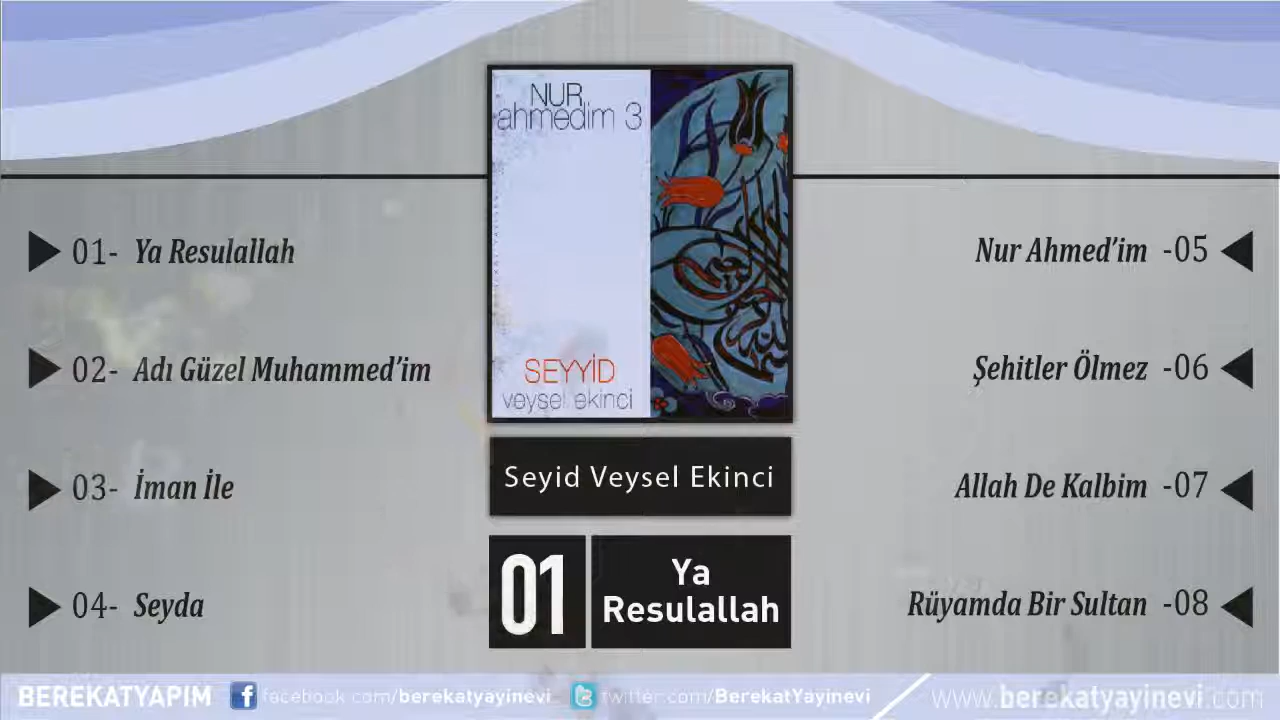 NUR
ahmedim 3
SEYYİD
veysel ekinci
01- Ya Resulallah
02- Adı Güzel Muhammed’im
03- İman İle
04- Seyda
Nur Ahmed’im -05
Şehitler Ölmez -06
Allah De Kalbim -07
Rüyamda Bir Sultan -08
Seyid Veysel Ekinci
01
Ya
Resulallah
BEREKATYAPIM
facebook.com/berekatyayinevi
twitter.com/BerekatYayinevi
www.berekatyayinevi.com